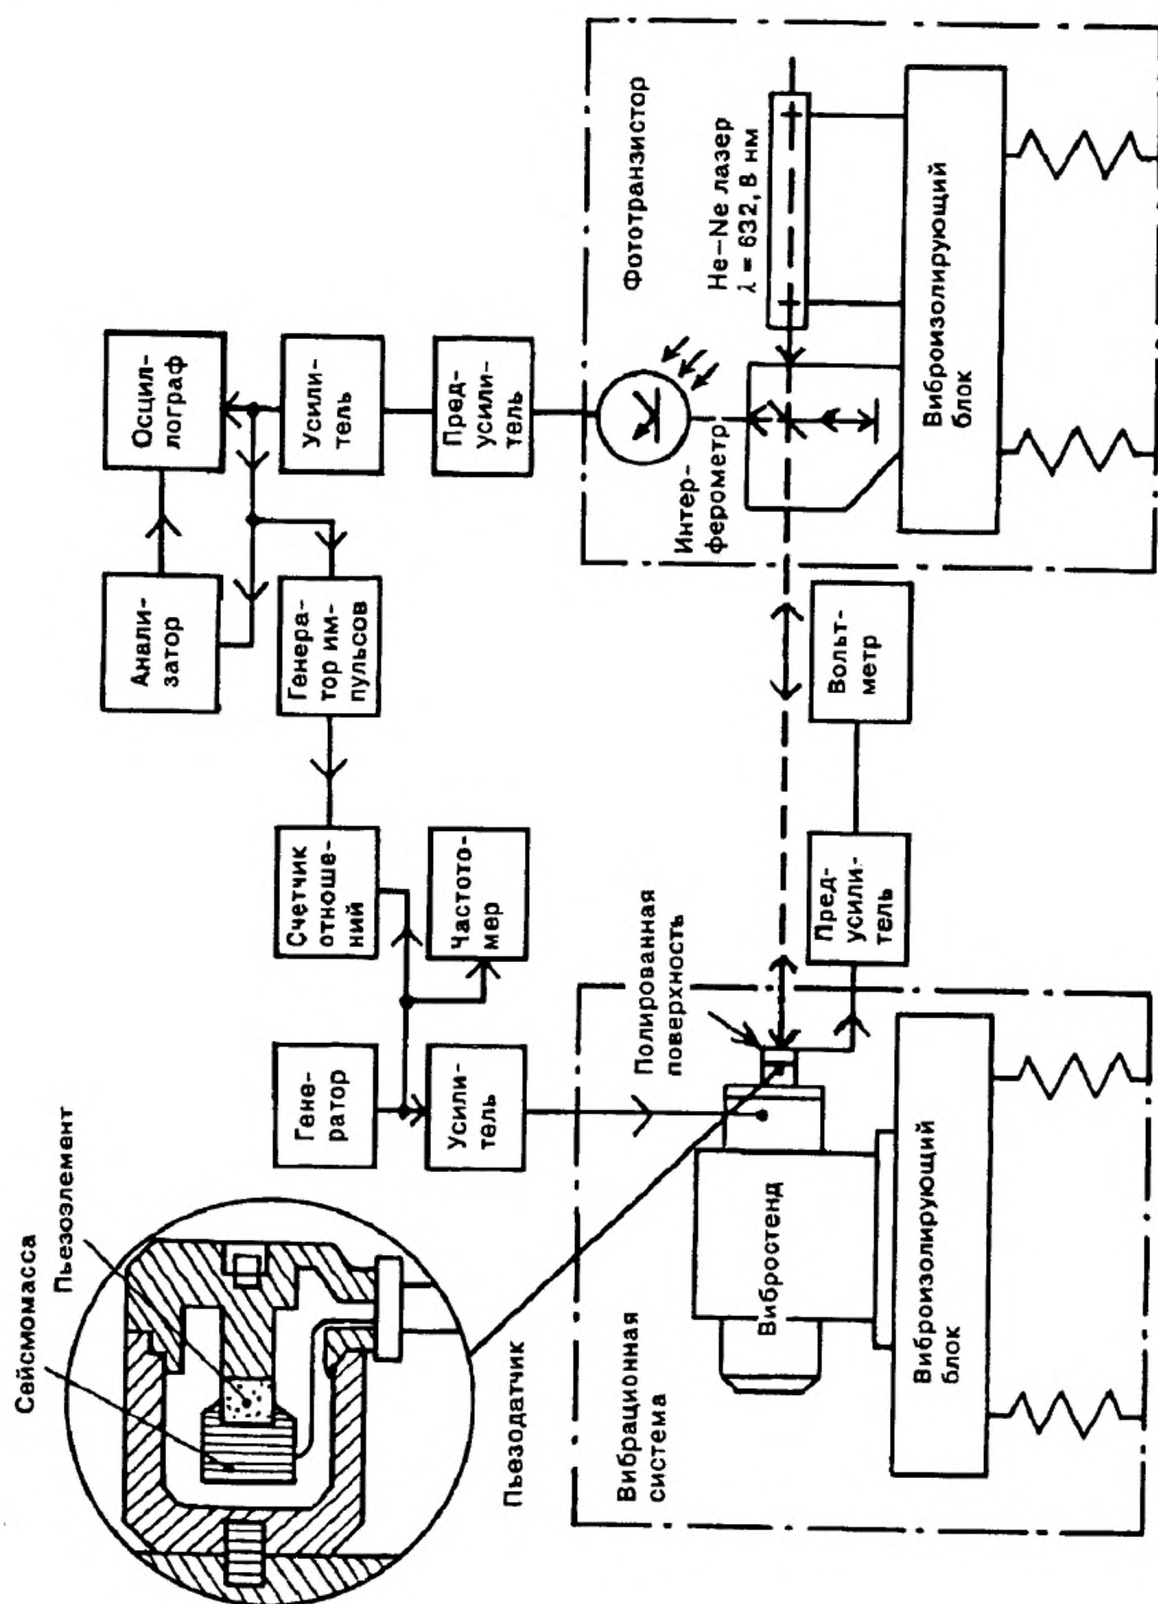 Сейсмомасса
Пьезоэлемент
Пьезодатчик
Гене-
ратор
Усили-
тель
Счетчик
отноше-
ний
Частото-
мер
Анали-
затор
Генера-
тор им-
пульсов
Осцил-
лограф
Усили-
тель
Пред-
усили-
тель
Вибрационная
система
Полированная
поверхность
Вибростенд
Виброизолирующий
блок
Пред-
усили-
тель
Вольт-
метр
Интер-
ферометр
Фототранзистор
He–Ne лазер
λ = 632, 8 нм
Виброизолирующий
блок